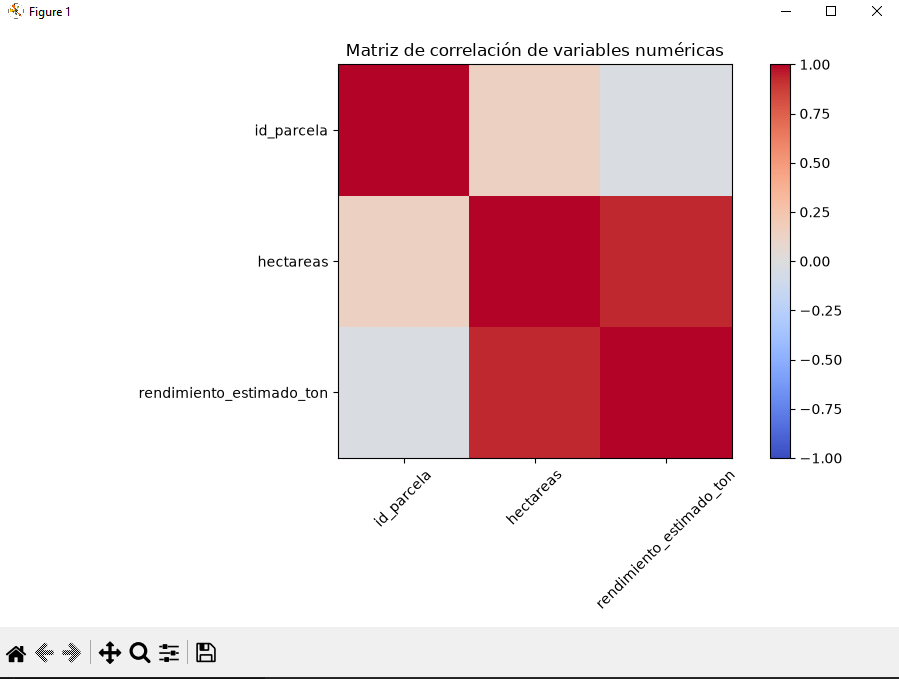 Figure 1
Matriz de correlación de variables numéricas
id_parcela
hectareas
rendimiento_estimado_ton
id_parcela
hectareas
rendimiento_estimado_ton
1.00
0.75
0.50
0.25
0.00
−0.25
−0.50
−0.75
−1.00